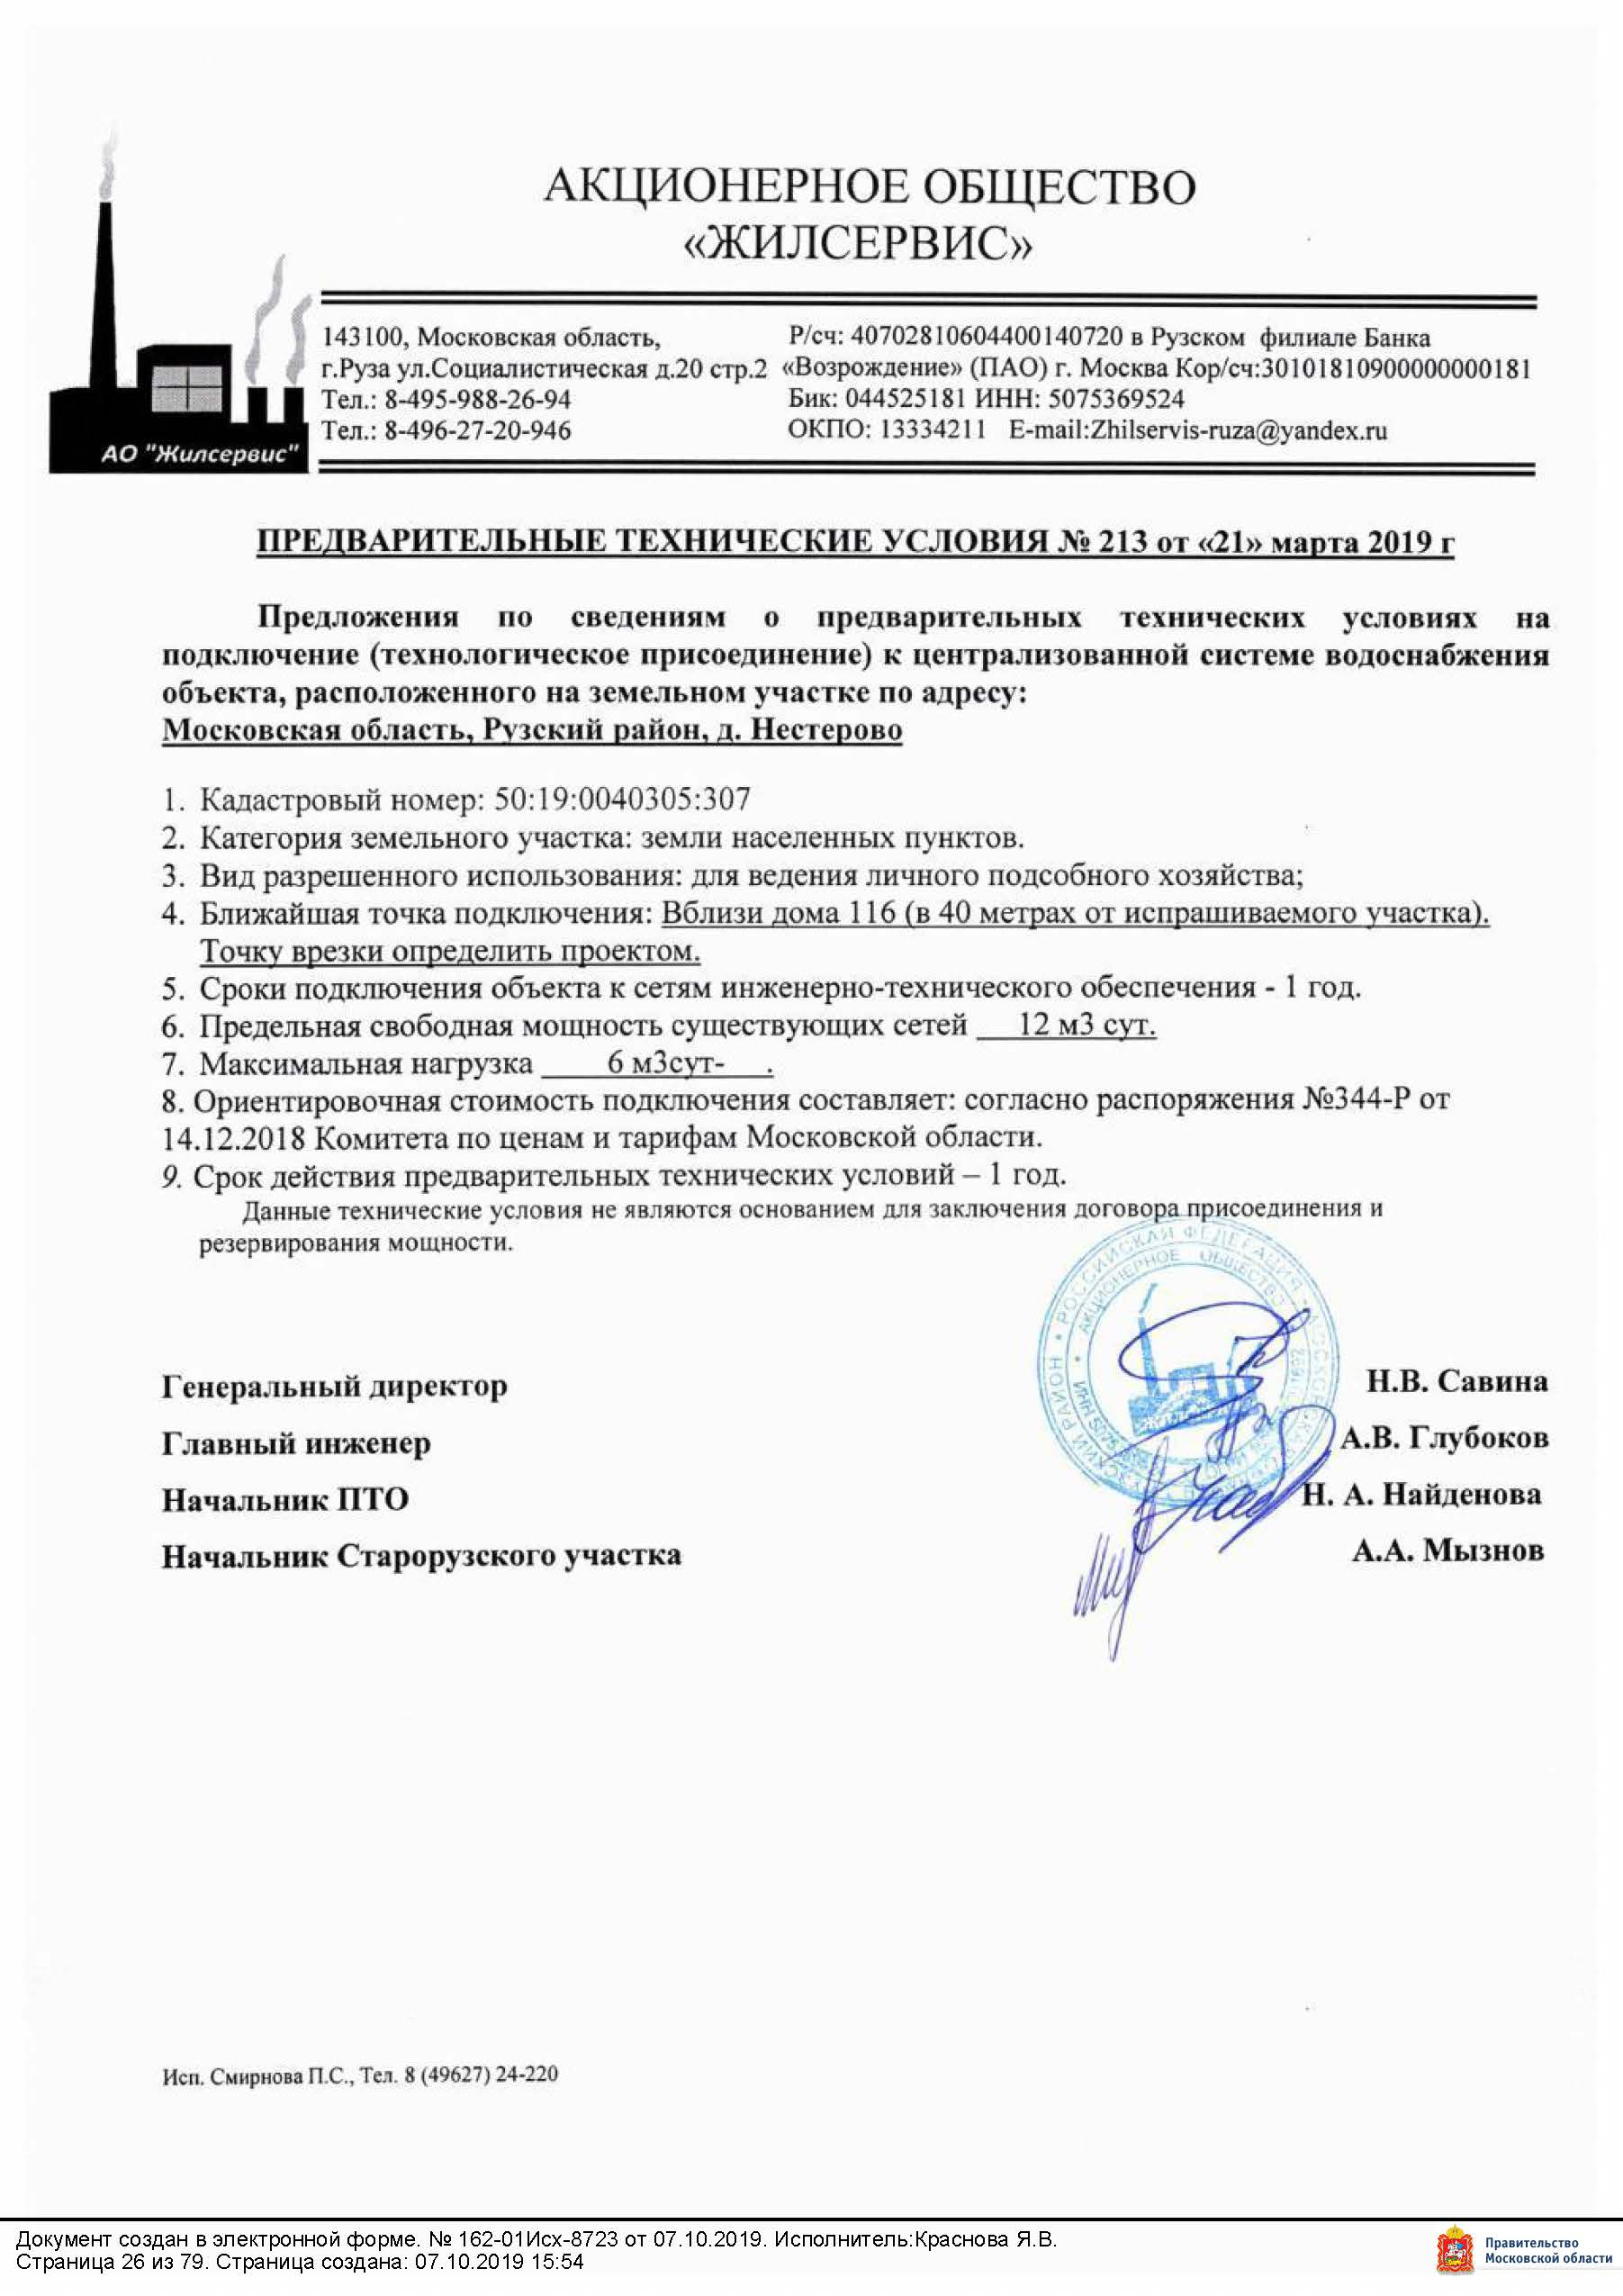 АКЦИОНЕРНОЕ ОБЩЕСТВО
«ЖИЛСЕРВИС»
АО "Жилсервис"
143100, Московская область,
г.Руза ул.Социалистическая д.20 стр.2
Тел.: 8-495-988-26-94
Тел.: 8-496-27-20-946
Р/сч: 40702810604400140720 в Рузском филиале Банка
«Возрождение» (ПАО) г. Москва Кор/сч:30101810900000000181
Бик: 044525181 ИНН: 5075369524
ОКПО: 13334211 E-mail:Zhilservis-ruza@yandex.ru
ПРЕДВАРИТЕЛЬНЫЕ ТЕХНИЧЕСКИЕ УСЛОВИЯ № 213 от «21» марта 2019 г
Предложения по сведениям о предварительных технических условиях на
подключение (технологическое присоединение) к централизованной системе водоснабжения
объекта, расположенного на земельном участке по адресу:
Московская область, Рузский район, д. Нестерово
1. Кадастровый номер: 50:19:0040305:307
2. Категория земельного участка: земли населенных пунктов.
3. Вид разрешенного использования: для ведения личного подсобного хозяйства;
4. Ближайшая точка подключения: Вблизи дома 116 (в 40 метрах от испрашиваемого участка).
Точку врезки определить проектом.
5. Сроки подключения объекта к сетям инженерно-технического обеспечения - 1 год.
6. Предельная свободная мощность существующих сетей 12 м3 сут.
7. Максимальная нагрузка 6 м3сут- .
8. Ориентировочная стоимость подключения составляет: согласно распоряжения №344-Р от
14.12.2018 Комитета по ценам и тарифам Московской области.
9. Срок действия предварительных технических условий – 1 год.
Данные технические условия не являются основанием для заключения договора присоединения и
резервирования мощности.
РОССИЙСКАЯ ФЕДЕРАЦИЯ
АКЦИОНЕРНОЕ ОБЩЕСТВО
Генеральный директор Н.В. Савина
Главный инженер А.В. Глубоков
Начальник ПТО Н. А. Найденова
Начальник Старорузского участка А.А. Мызнов
Исп. Смирнова П.С., Тел. 8 (49627) 24-220
Документ создан в электронной форме. № 162-01Исх-8723 от 07.10.2019. Исполнитель:Краснова Я.В.
Страница 26 из 79. Страница создана: 07.10.2019 15:54
Правительство
Московской области